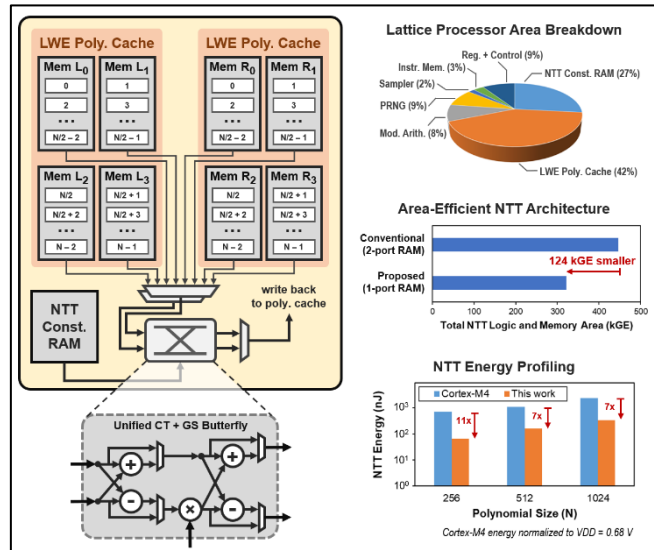 LWE Poly. Cache
LWE Poly. Cache
Mem L0
0
2
N/2 – 2
Mem L1
1
3
N/2 – 1
Mem R0
0
2
N/2 – 2
Mem R1
1
3
N/2 – 1
Mem L2
N/2
N/2 + 2
N – 2
Mem L3
N/2 + 1
N/2 + 3
N – 1
Mem R2
N/2
N/2 + 2
N – 2
Mem R3
N/2 + 1
N/2 + 3
N – 1
NTT
Const.
RAM
write back
to poly. cache
Unified CT + GS Butterfly
+
–
×
+
–
Lattice Processor Area Breakdown
Reg. + Control (9%)
Instr. Mem. (3%)
NTT Const. RAM (27%)
Sampler (2%)
PRNG (9%)
Mod. Arith. (8%)
LWE Poly. Cache (42%)
Area-Efficient NTT Architecture
Conventional
(2-port RAM)
124 kGE smaller
Proposed
(1-port RAM)
0 100 200 300 400 500
Total NTT Logic and Memory Area (kGE)
NTT Energy Profiling
Cortex-M4 This work
NTT Energy (nJ)
10³
10²
10¹
10⁰
11x
7x
7x
256 512 1024
Polynomial Size (N)
Cortex-M4 energy normalized to VDD = 0.68 V